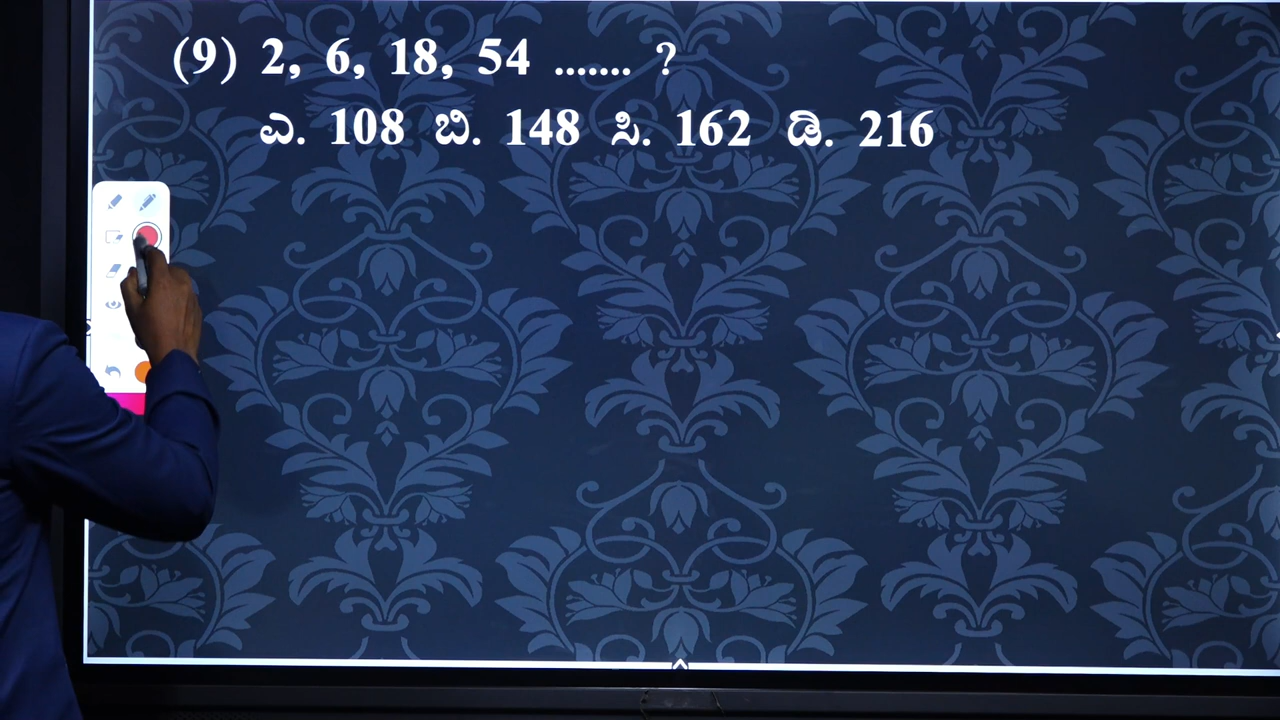 (9) 2, 6, 18, 54 ....... ?
ಎ. 108 ಬಿ. 148 ಸಿ. 162 ಡಿ. 216